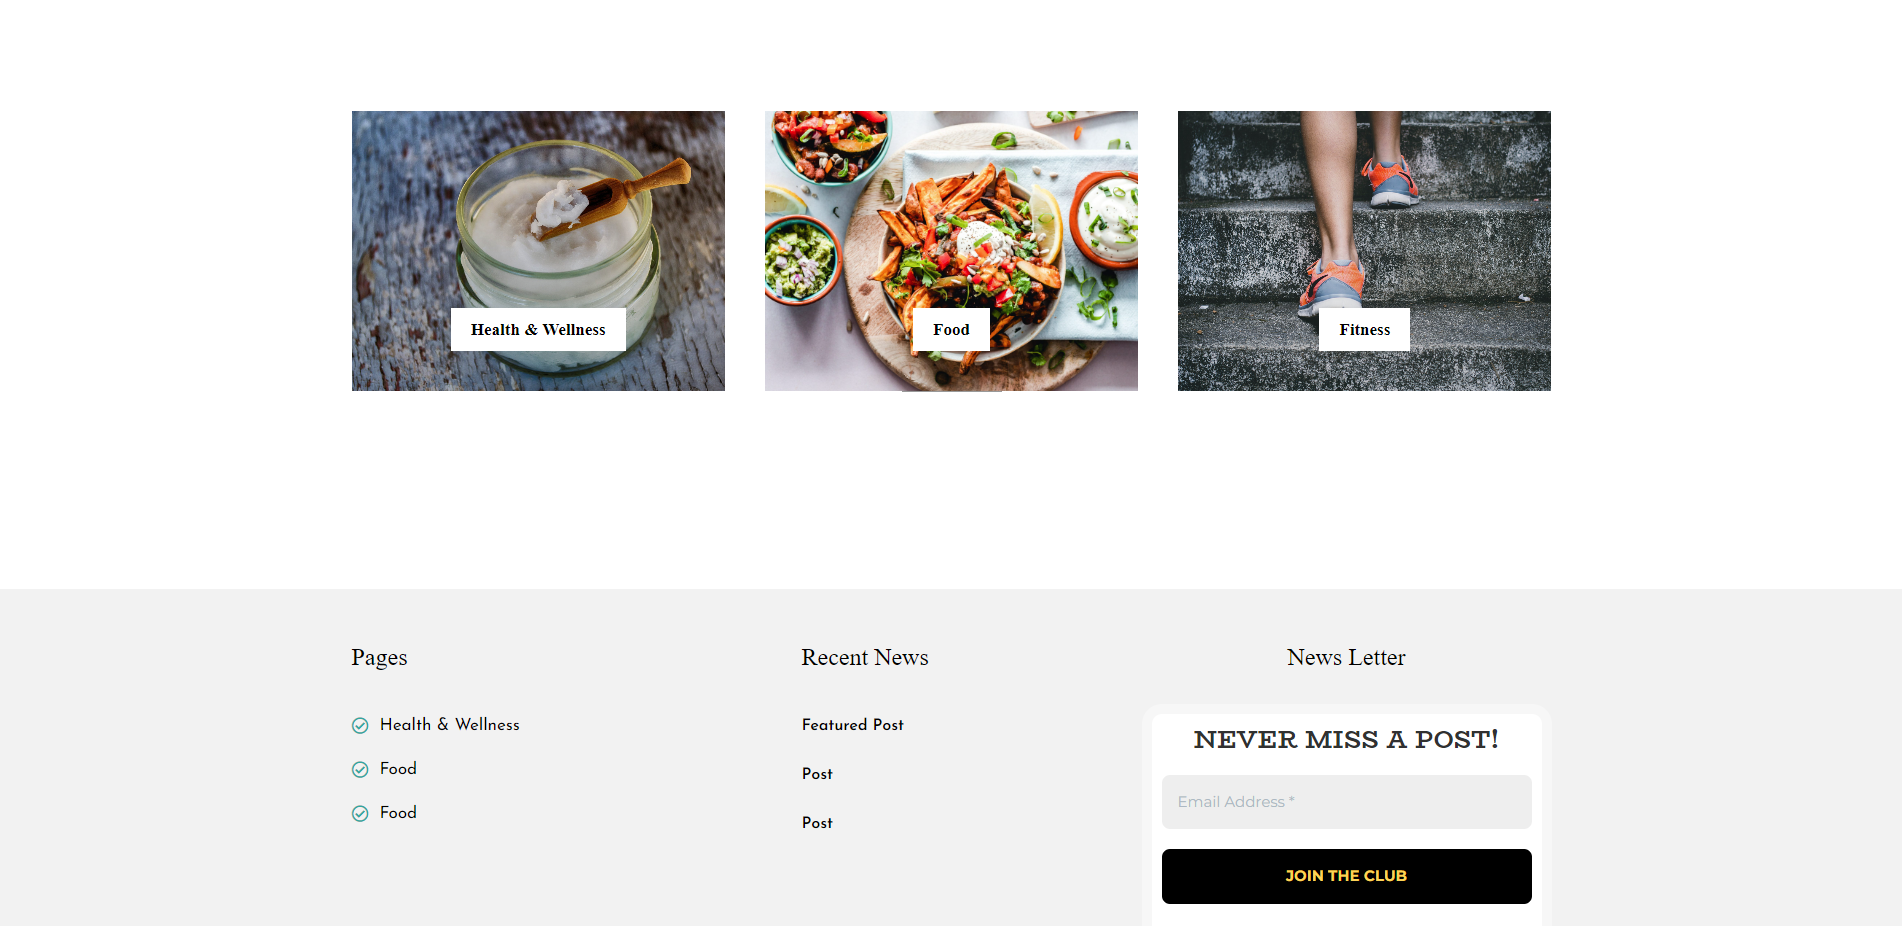 Health & Wellness
Food
Fitness
Pages
Health & Wellness
Food
Food
Recent News
Featured Post
Post
Post
News Letter
NEVER MISS A POST!
Email Address *
JOIN THE CLUB